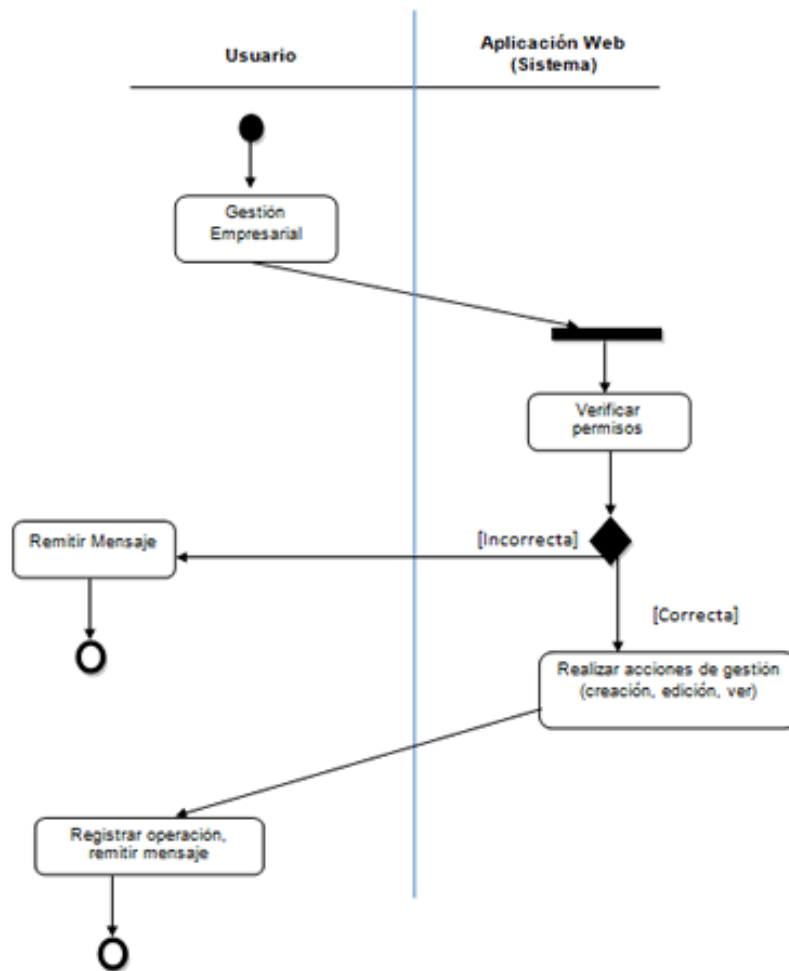 Usuario
Aplicación Web
(Sistema)
Gestión
Empresarial
Verificar
permisos
[Incorrecta]
Remitir Mensaje
[Correcta]
Realizar acciones de gestión
(creación, edición, ver)
Registrar operación,
remitir mensaje